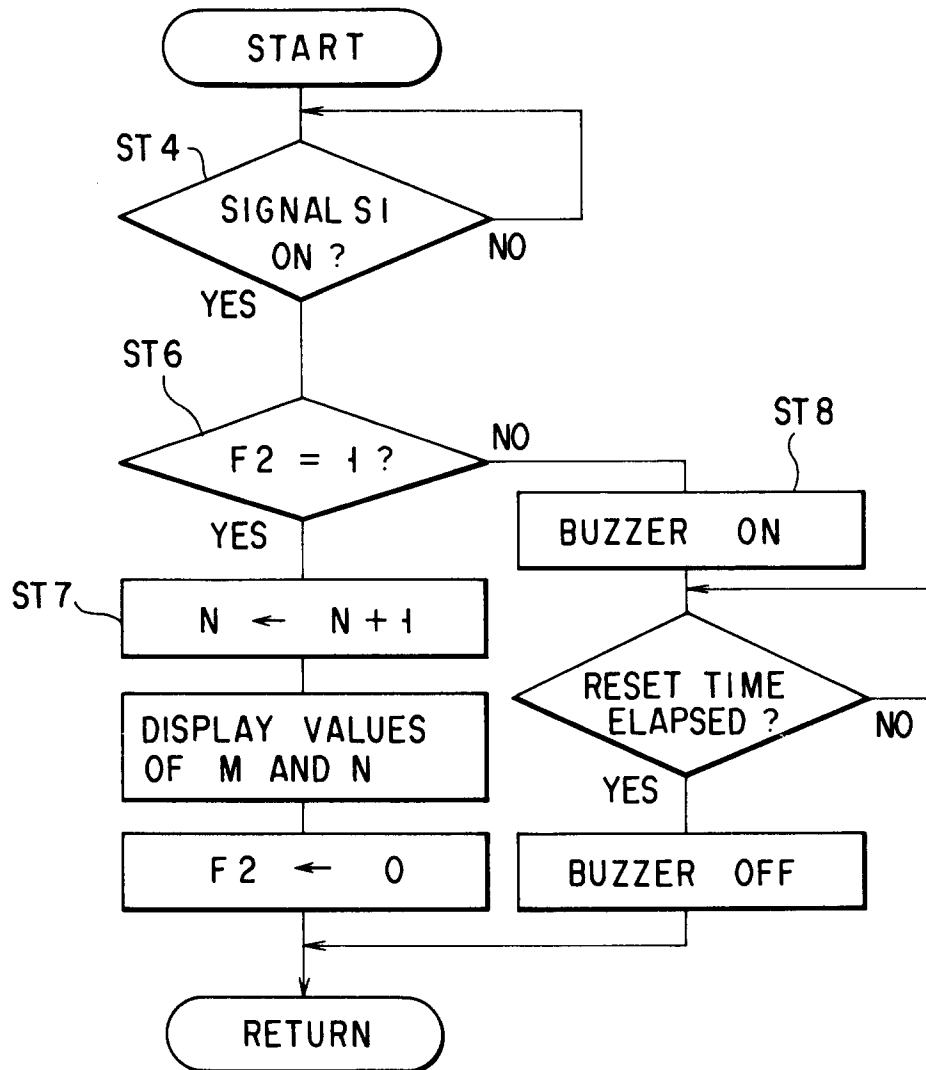 START
ST4
SIGNAL S1
ON ?
NO
YES
ST6
F2 = 1 ?
NO
YES
ST8
BUZZER ON
ST7
N ← N + 1
RESET TIME
ELAPSED ?
NO
YES
DISPLAY VALUES
OF M AND N
F2 ← 0
BUZZER OFF
RETURN